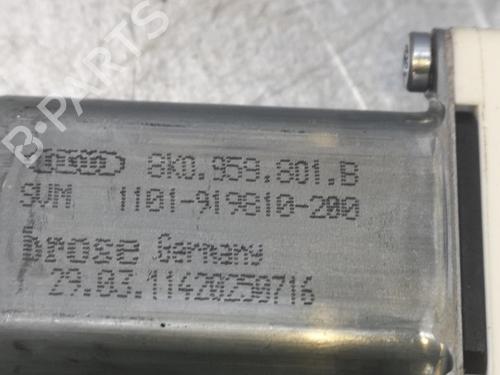 8K0.959.801.B
SVM 1101-919810-200
brose Germany
29.03.11420250716
B-PARTS